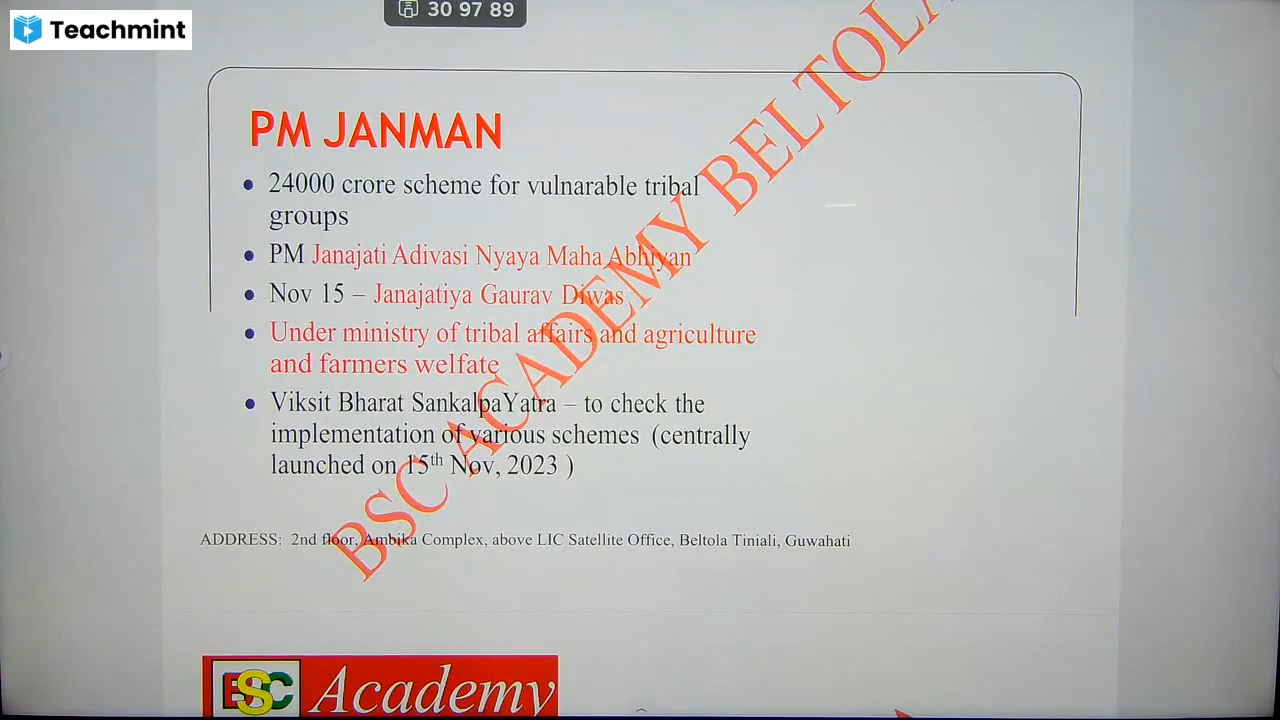 Teachmint
30 97 89
PM JANMAN
24000 crore scheme for vulnarable tribal
groups
PM Janajati Adivasi Nyaya Maha Abhiyan
Nov 15 – Janajatiya Gaurav Diwas
Under ministry of tribal affairs and agriculture
and farmers welfate
Viksit Bharat SankalpaYatra – to check the
implementation of various schemes (centrally
launched on 15th Nov, 2023 )
BSC ACADEMY BELTOLA
ADDRESS: 2nd floor, Ambika Complex, above LIC Satellite Office, Beltola Tiniali, Guwahati
BSC Academy